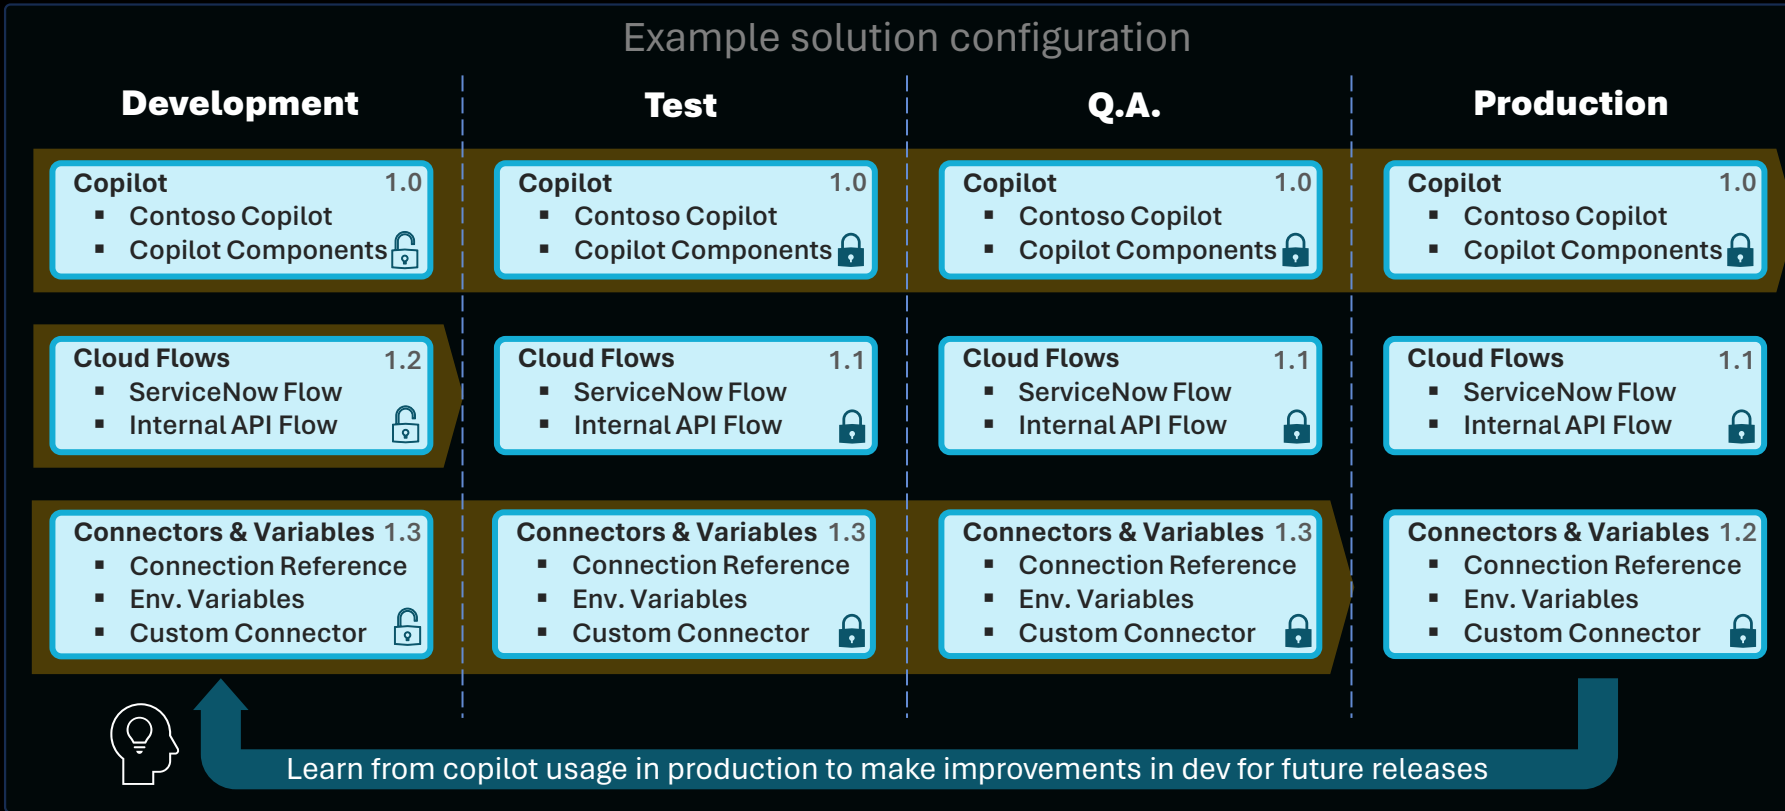 Example solution configuration
Development
Test
Q.A.
Production
Copilot 1.0
▪ Contoso Copilot
▪ Copilot Components
Copilot 1.0
▪ Contoso Copilot
▪ Copilot Components
Copilot 1.0
▪ Contoso Copilot
▪ Copilot Components
Copilot 1.0
▪ Contoso Copilot
▪ Copilot Components
Cloud Flows 1.2
▪ ServiceNow Flow
▪ Internal API Flow
Cloud Flows 1.1
▪ ServiceNow Flow
▪ Internal API Flow
Cloud Flows 1.1
▪ ServiceNow Flow
▪ Internal API Flow
Cloud Flows 1.1
▪ ServiceNow Flow
▪ Internal API Flow
Connectors & Variables 1.3
▪ Connection Reference
▪ Env. Variables
▪ Custom Connector
Connectors & Variables 1.3
▪ Connection Reference
▪ Env. Variables
▪ Custom Connector
Connectors & Variables 1.3
▪ Connection Reference
▪ Env. Variables
▪ Custom Connector
Connectors & Variables 1.2
▪ Connection Reference
▪ Env. Variables
▪ Custom Connector
Learn from copilot usage in production to make improvements in dev for future releases